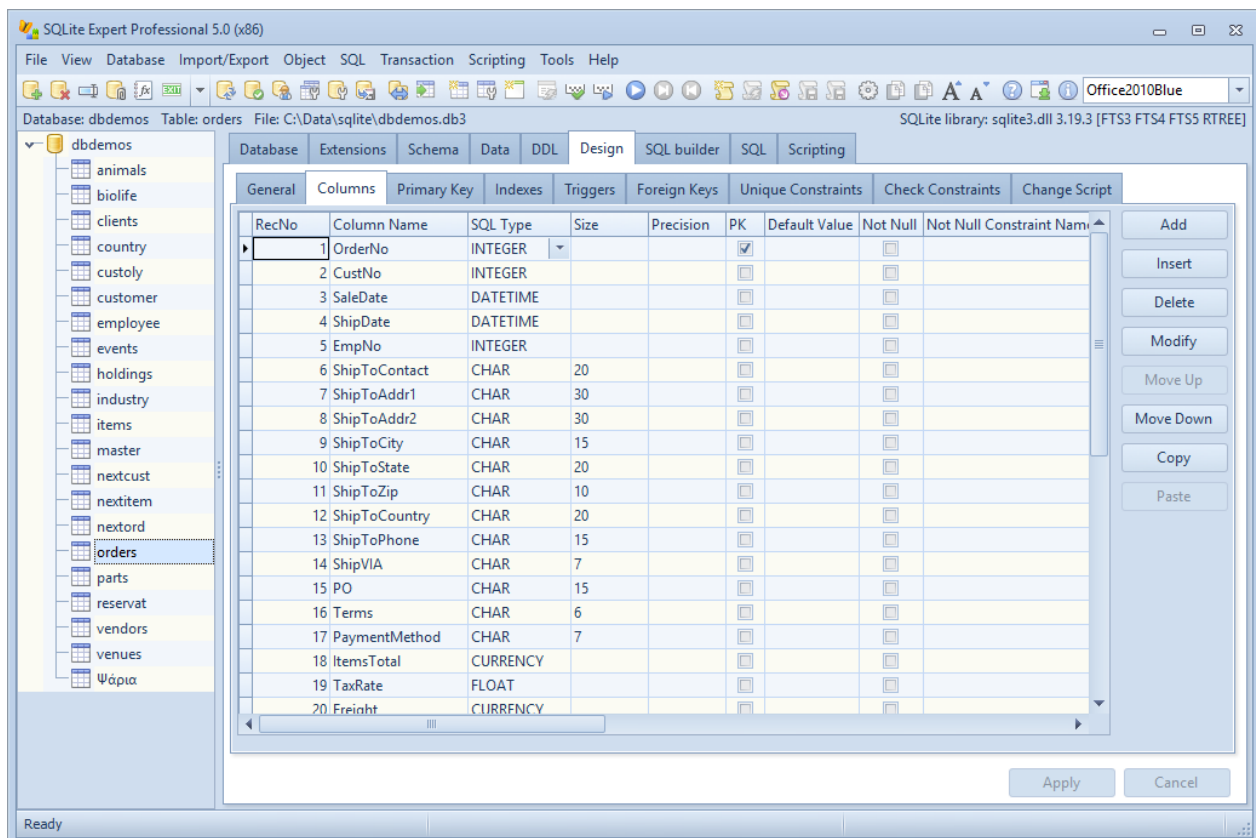 SQLite Expert Professional 5.0 (x86)
File View Database Import/Export Object SQL Transaction Scripting Tools Help
fx EXIT A A Office2010Blue
Database: dbdemos Table: orders File: C:\Data\sqlite\dbdemos.db3 SQLite library: sqlite3.dll 3.19.3 [FTS3 FTS4 FTS5 RTREE]
dbdemos
animals
biolife
clients
country
custoly
customer
employee
events
holdings
industry
items
master
nextcust
nextitem
nextord
orders
parts
reservat
vendors
venues
Ψάρια
Database Extensions Schema Data DDL Design SQL builder SQL Scripting
General Columns Primary Key Indexes Triggers Foreign Keys Unique Constraints Check Constraints Change Script
RecNo Column Name SQL Type Size Precision PK Default Value Not Null Not Null Constraint Name
1 OrderNo INTEGER
2 CustNo INTEGER
3 SaleDate DATETIME
4 ShipDate DATETIME
5 EmpNo INTEGER
6 ShipToContact CHAR 20
7 ShipToAddr1 CHAR 30
8 ShipToAddr2 CHAR 30
9 ShipToCity CHAR 15
10 ShipToState CHAR 20
11 ShipToZip CHAR 10
12 ShipToCountry CHAR 20
13 ShipToPhone CHAR 15
14 ShipVIA CHAR 7
15 PO CHAR 15
16 Terms CHAR 6
17 PaymentMethod CHAR 7
18 ItemsTotal CURRENCY
19 TaxRate FLOAT
20 Freight CURRENCY
Add
Insert
Delete
Modify
Move Up
Move Down
Copy
Paste
Apply Cancel
Ready